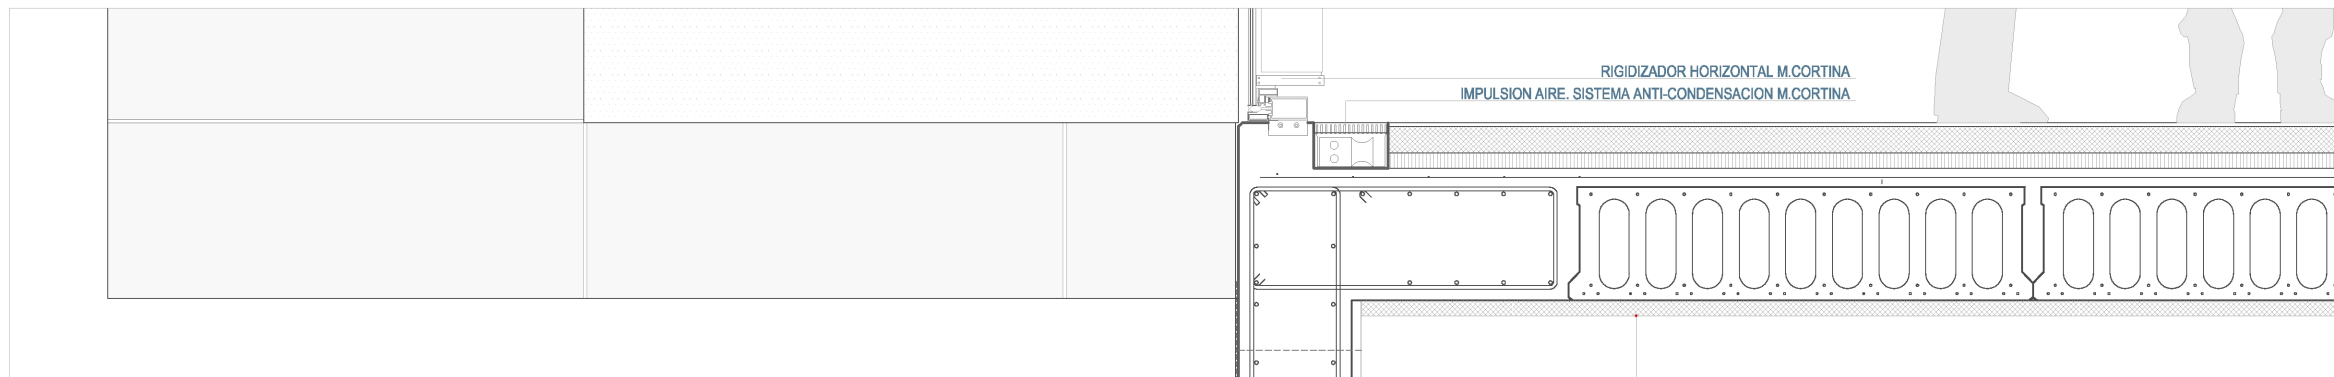 RIGIDIZADOR HORIZONTAL M.CORTINA
IMPULSION AIRE. SISTEMA ANTI-CONDENSACION M.CORTINA